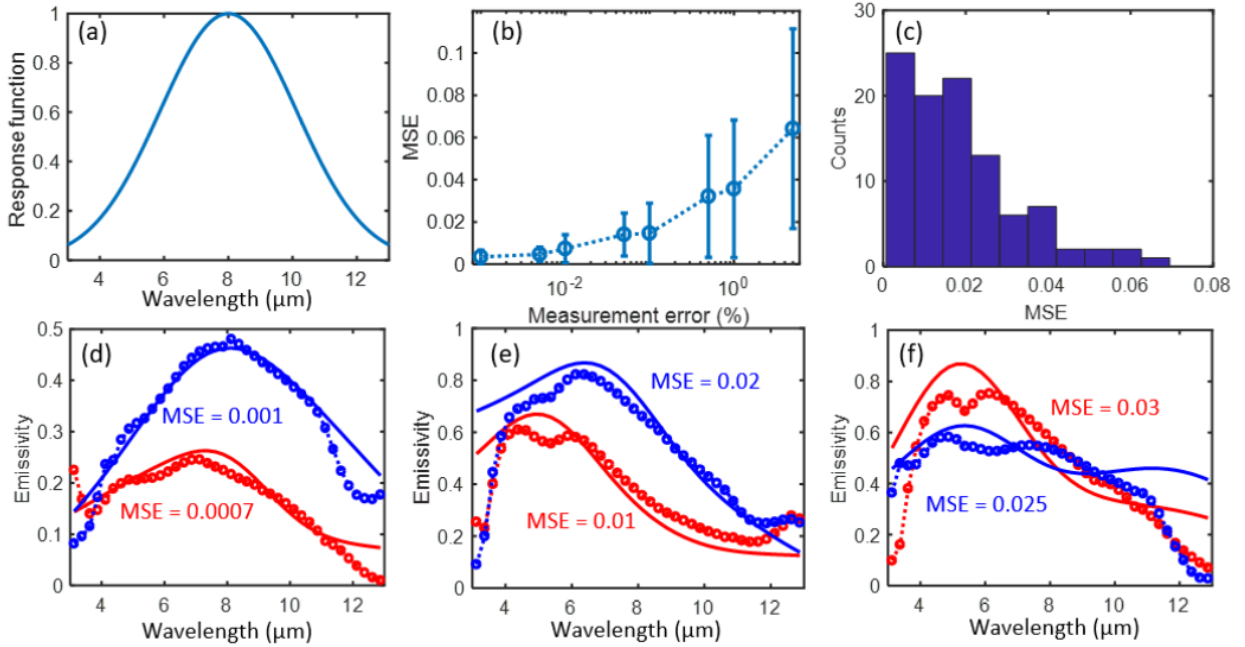 (a)
Response function
1
0.8
0.6
0.4
0.2
0
4 6 8 10 12
Wavelength (μm)
(b)
MSE
0.1
0.08
0.06
0.04
0.02
0
10⁻² 10⁰
Measurement error (%)
(c)
Counts
30
20
10
0
0 0.02 0.04 0.06 0.08
MSE
(d)
Emissivity
0.5
0.4
0.3
0.2
0.1
0
MSE = 0.001
MSE = 0.0007
4 6 8 10 12
Wavelength (μm)
(e)
Emissivity
1
0.8
0.6
0.4
0.2
0
MSE = 0.02
MSE = 0.01
4 6 8 10 12
Wavelength (μm)
(f)
Emissivity
1
0.8
0.6
0.4
0.2
0
MSE = 0.03
MSE = 0.025
4 6 8 10 12
Wavelength (μm)